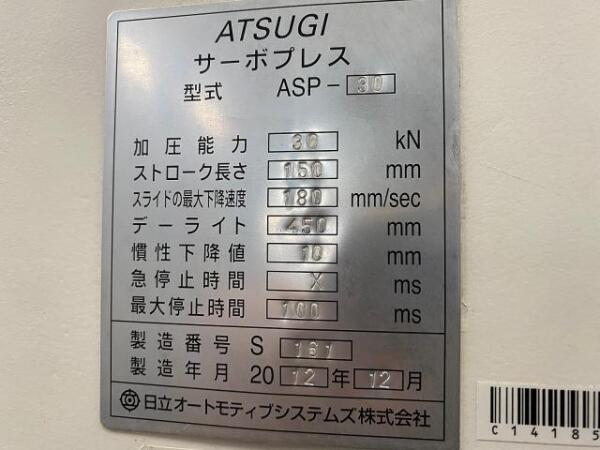 ATSUGI
サーボプレス
型式 ASP-30
加圧能力 30 kN
ストローク長さ 150 mm
スライドの最大下降速度 180 mm/sec
デーライト 450 mm
慣性下降値 10 mm
急停止時間 X ms
最大停止時間 100 ms
製造番号 S 161
製造年月 2012年12月
日立オートモティブシステムズ株式会社
C14185